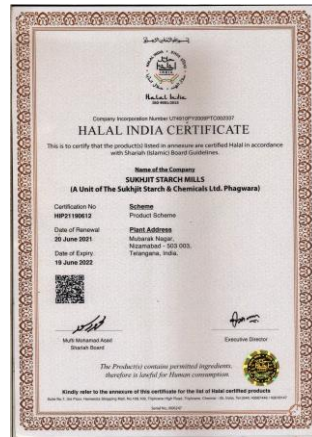 Halal India
HALAL INDIA CERTIFICATE
This is to certify that the product(s) listed in annexure are certified Halal in accordance
with Shariah (Islamic) Board Guidelines.
Name of the Company
SUKHJIT STARCH MILLS
(A Unit of The Sukhjit Starch & Chemicals Ltd. Phagwara)
Certification No
HIP21190612
Scheme
Product Scheme
Date of Renewal
20 June 2021
Date of Expiry
19 June 2022
Plant Address
Mubarak Nagar,
Nizamabad - 503 003,
Telangana, India.
Mufti Mohamad Asad
Shariah Board
Executive Director
The Product(s) contains permitted ingredients,
therefore is lawful for Human consumption
Kindly refer to the annexure of this certificate for the list of Halal certified products